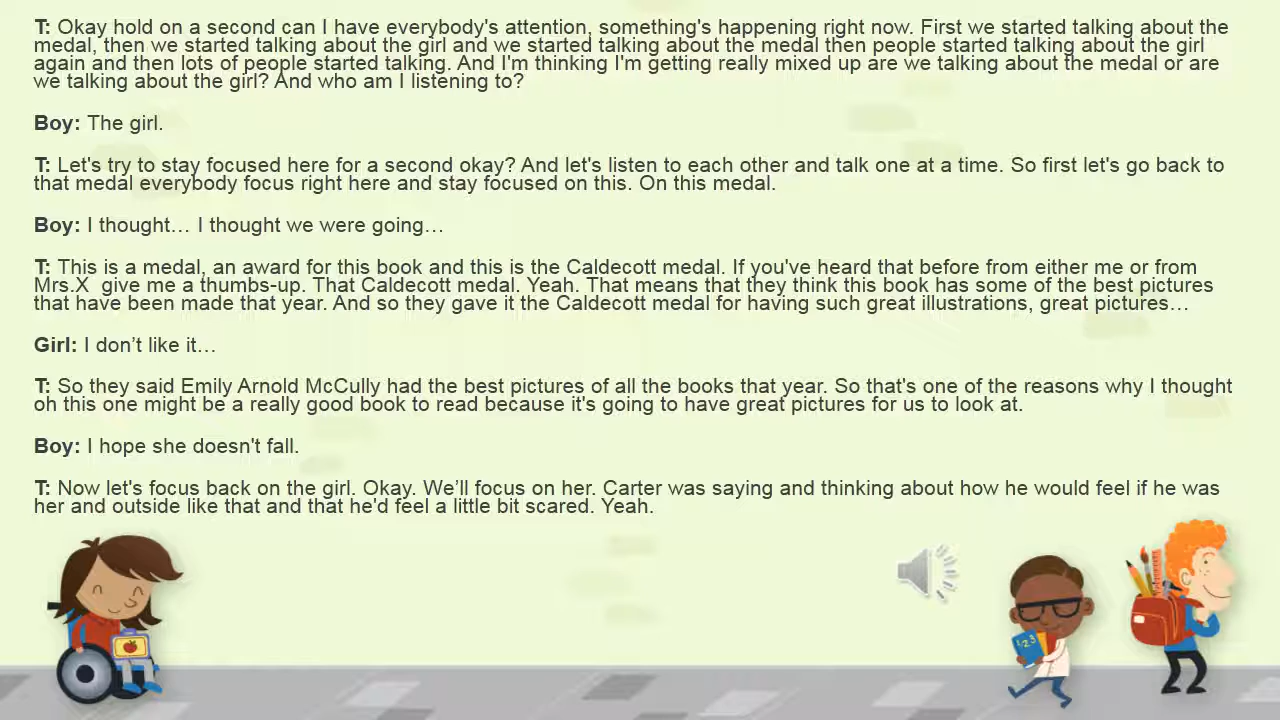 T: Okay hold on a second can I have everybody's attention, something's happening right now. First we started talking about the
medal, then we started talking about the girl and we started talking about the medal then people started talking about the girl
again and then lots of people started talking. And I'm thinking I'm getting really mixed up are we talking about the medal or are
we talking about the girl? And who am I listening to?
Boy: The girl.
T: Let's try to stay focused here for a second okay? And let's listen to each other and talk one at a time. So first let's go back to
that medal everybody focus right here and stay focused on this. On this medal.
Boy: I thought… I thought we were going…
T: This is a medal, an award for this book and this is the Caldecott medal. If you've heard that before from either me or from
Mrs.X  give me a thumbs-up. That Caldecott medal. Yeah. That means that they think this book has some of the best pictures
that have been made that year. And so they gave it the Caldecott medal for having such great illustrations, great pictures…
Girl: I don’t like it…
T: So they said Emily Arnold McCully had the best pictures of all the books that year. So that's one of the reasons why I thought
oh this one might be a really good book to read because it's going to have great pictures for us to look at.
Boy: I hope she doesn't fall.
T: Now let's focus back on the girl. Okay. We’ll focus on her. Carter was saying and thinking about how he would feel if he was
her and outside like that and that he'd feel a little bit scared. Yeah.
123